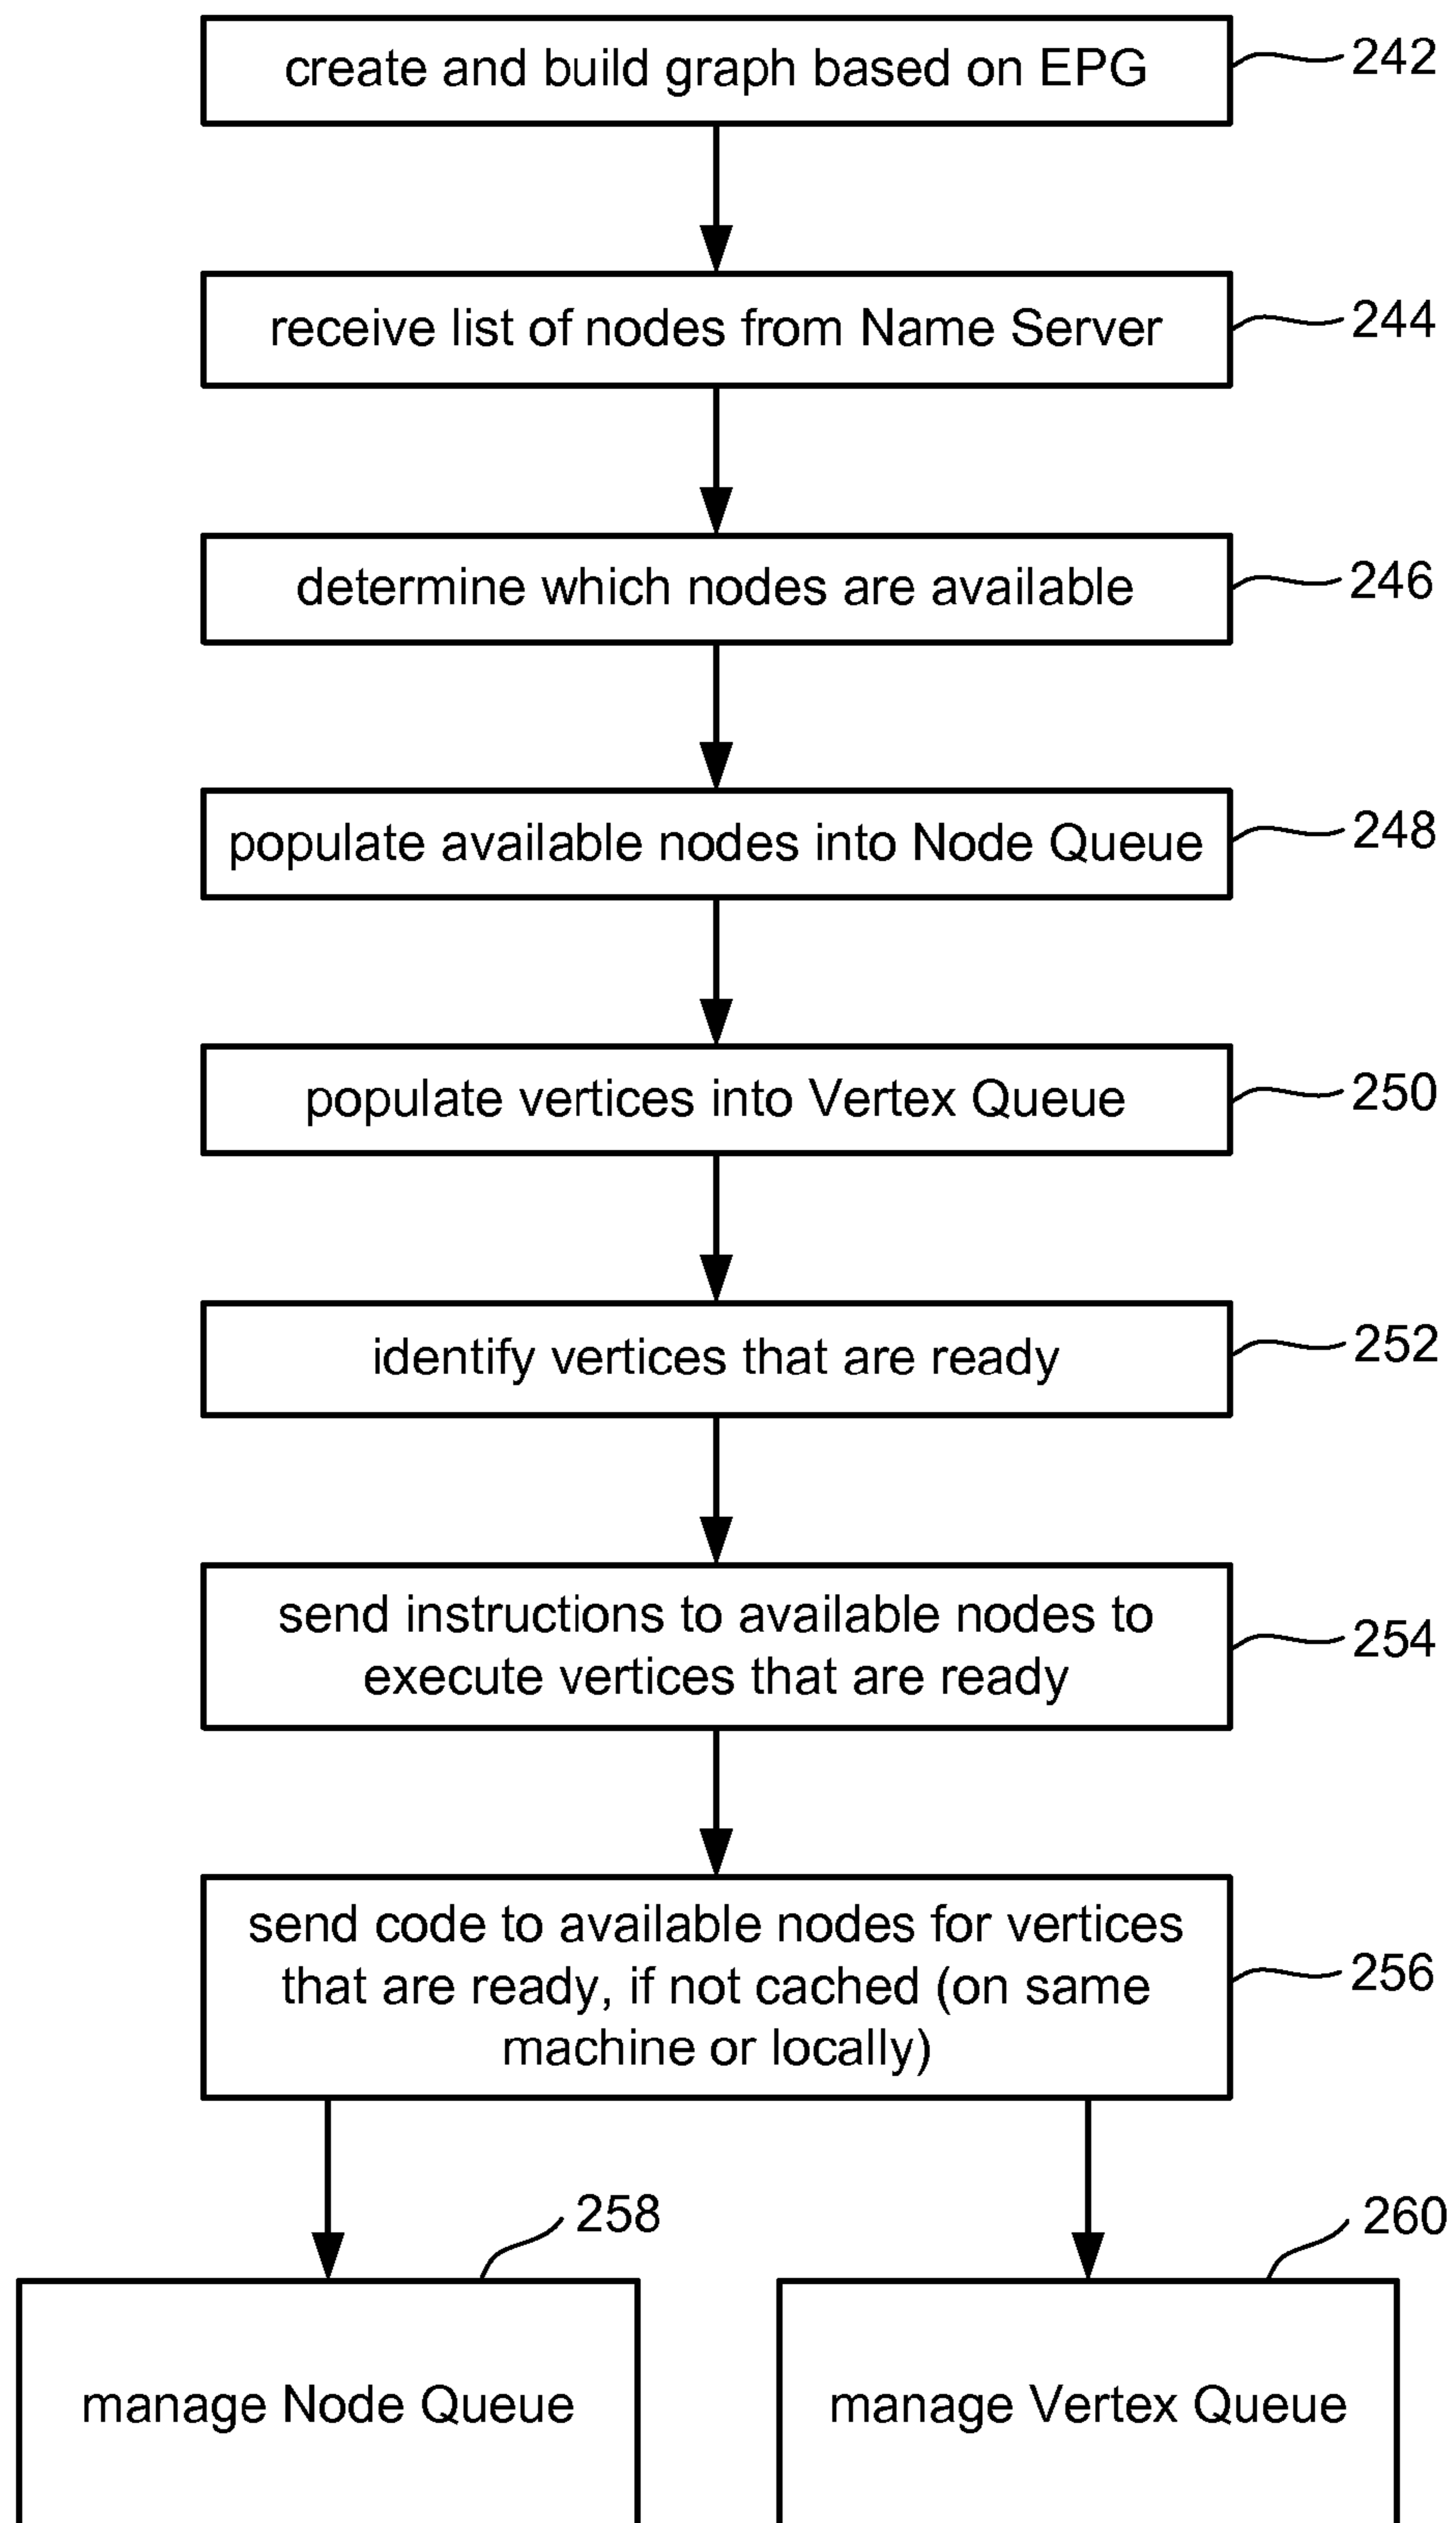 create and build graph based on EPG
242
receive list of nodes from Name Server
244
determine which nodes are available
246
populate available nodes into Node Queue
248
populate vertices into Vertex Queue
250
identify vertices that are ready
252
send instructions to available nodes to
execute vertices that are ready
254
send code to available nodes for vertices
that are ready, if not cached (on same
machine or locally)
256
258
260
manage Node Queue
manage Vertex Queue